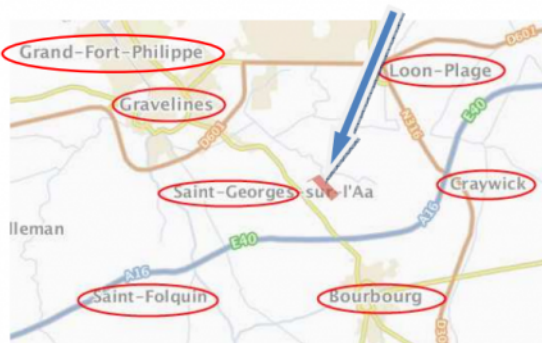 D601
Grand-Fort-Philippe
Loon-Plage
Gravelines
D601
N316
E40
Saint-Georges sur-l'Aa
Craywick
A16
lleman
E40
A16
Saint-Folquin
Bourbourg